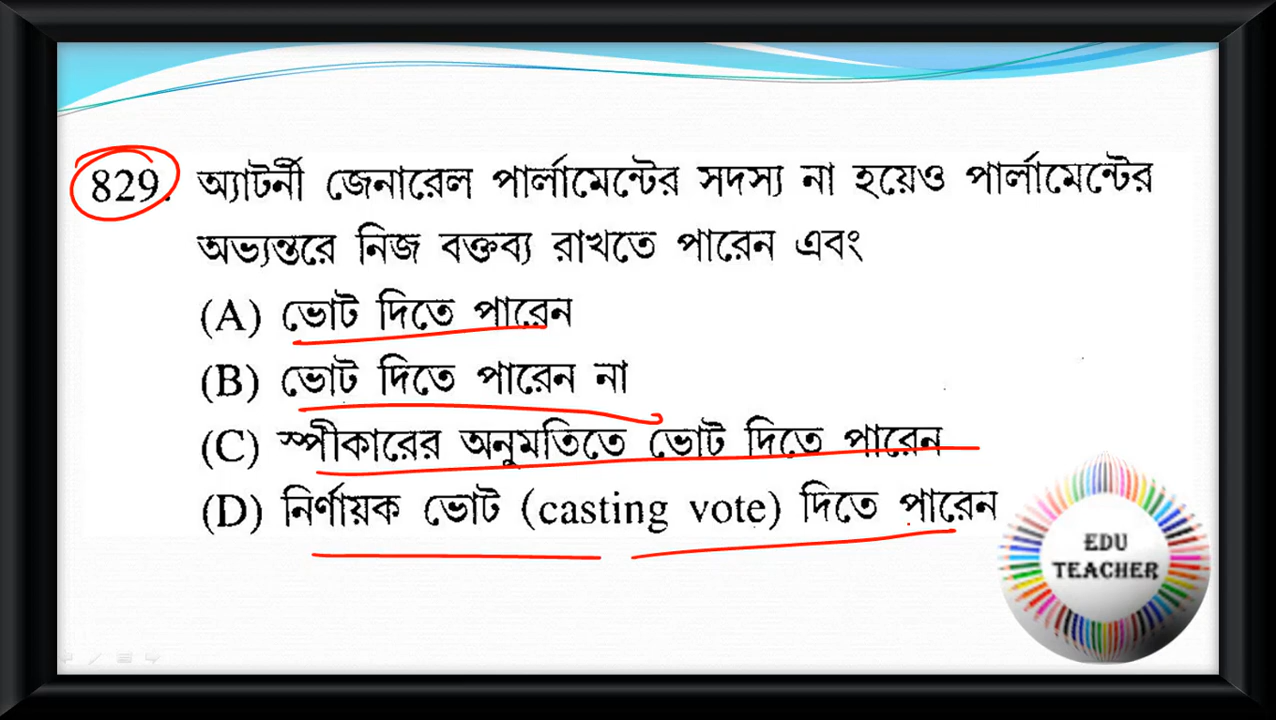 829. অ্যাটর্নী জেনারেল পার্লামেন্টের সদস্য না হয়েও পার্লামেন্টের
অভ্যন্তরে নিজ বক্তব্য রাখতে পারেন এবং
(A) ভোট দিতে পারেন
(B) ভোট দিতে পারেন না
(C) স্পীকারের অনুমতিতে ভোট দিতে পারেন
(D) নির্ণায়ক ভোট (casting vote) দিতে পারেন
EDU
TEACHER